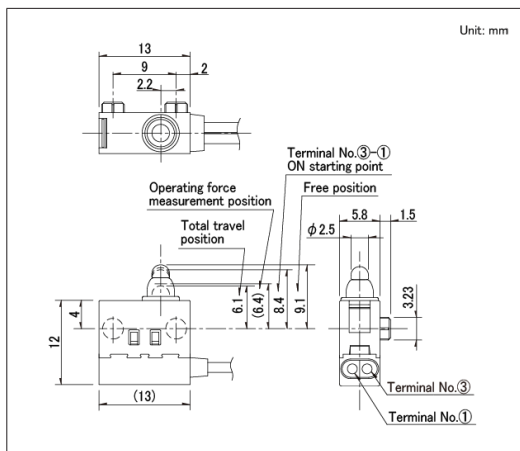 Unit: mm
13
9
2
2.2
Terminal No.③-①
ON starting point
Operating force
measurement position
Free position
Total travel
position
5.8
1.5
φ2.5
6.1
(6.4)
8.4
9.1
3.23
4
12
(13)
Terminal No.③
Terminal No.①